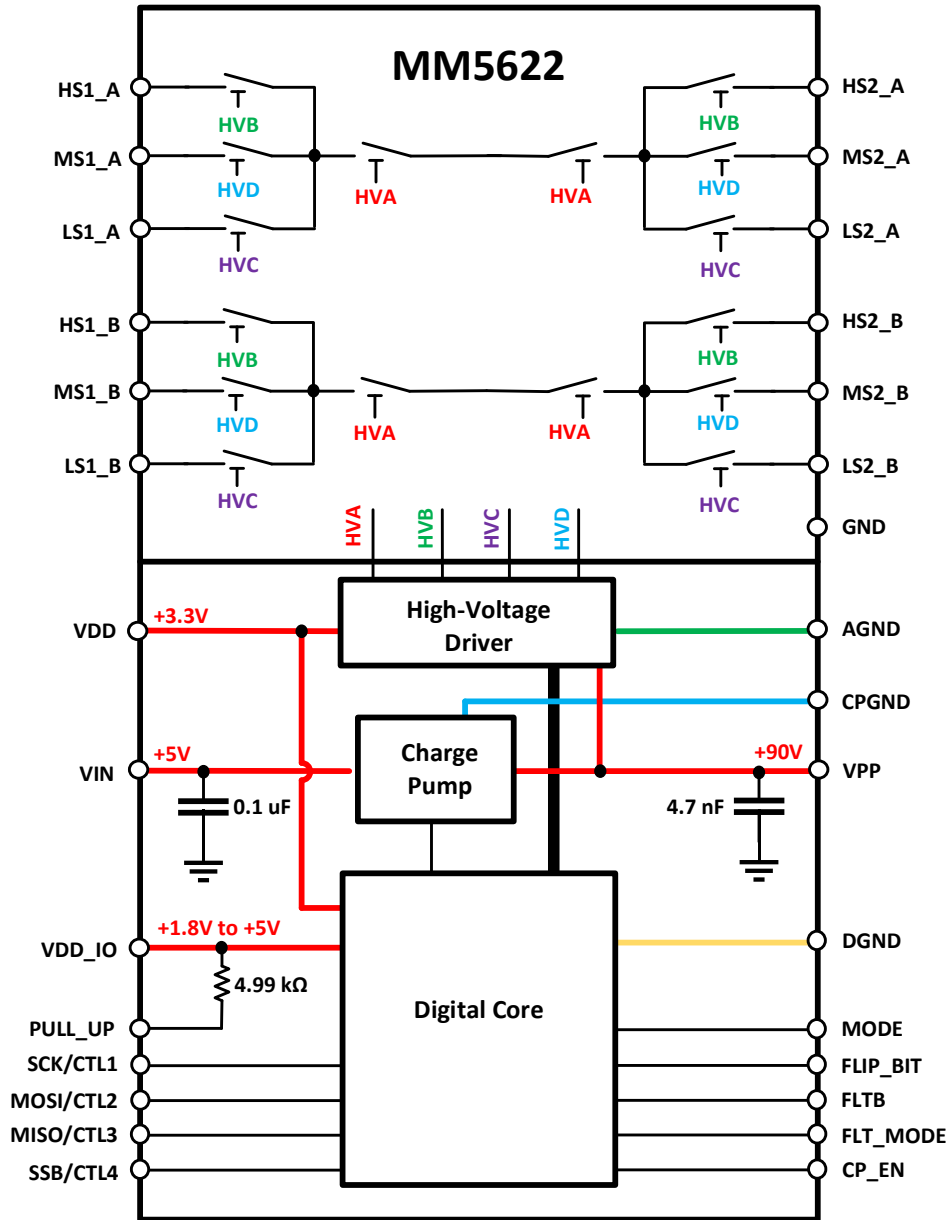 MM5622
HS1_A
HVB
HVB
HS2_A
MS1_A
HVD
HVA
HVA
HVD
MS2_A
LS1_A
HVC
HVC
LS2_A
HS1_B
HVB
HVB
HS2_B
MS1_B
HVD
HVA
HVA
HVD
MS2_B
LS1_B
HVC
HVC
LS2_B
GND
HVA
HVB
HVC
HVD
VDD
+3.3V
High-Voltage
Driver
AGND
CPGND
VIN
+5V
Charge
Pump
+90V
VPP
0.1 uF
4.7 nF
VDD_IO
+1.8V to +5V
DGND
4.99 kΩ
Digital Core
PULL_UP
MODE
SCK/CTL1
FLIP_BIT
MOSI/CTL2
FLTB
MISO/CTL3
FLT_MODE
SSB/CTL4
CP_EN